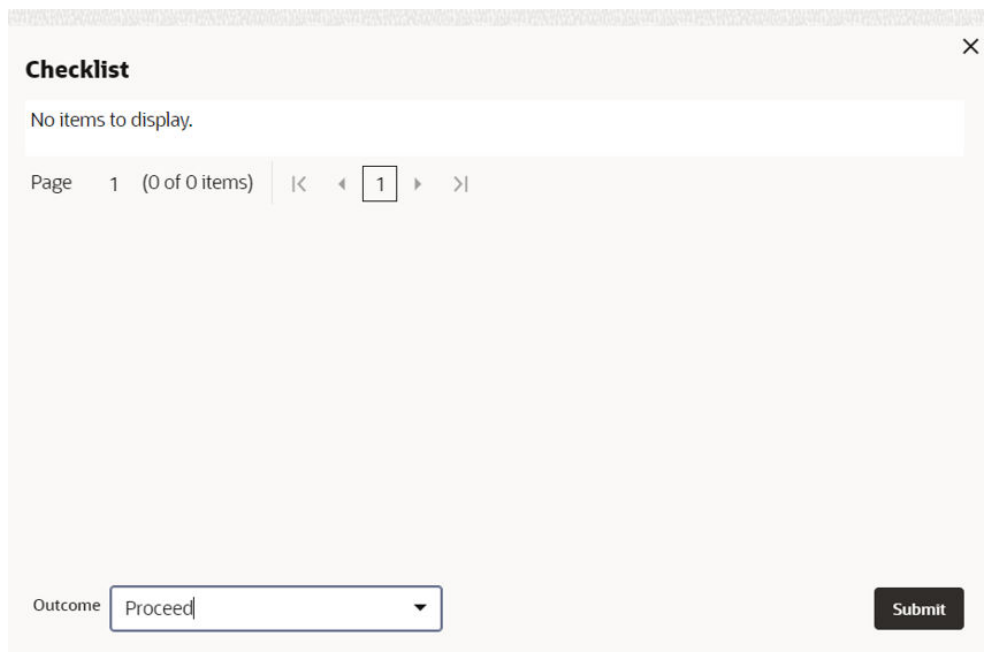 Checklist
No items to display.
Page 1 (0 of 0 items) 1
Outcome Proceed Submit